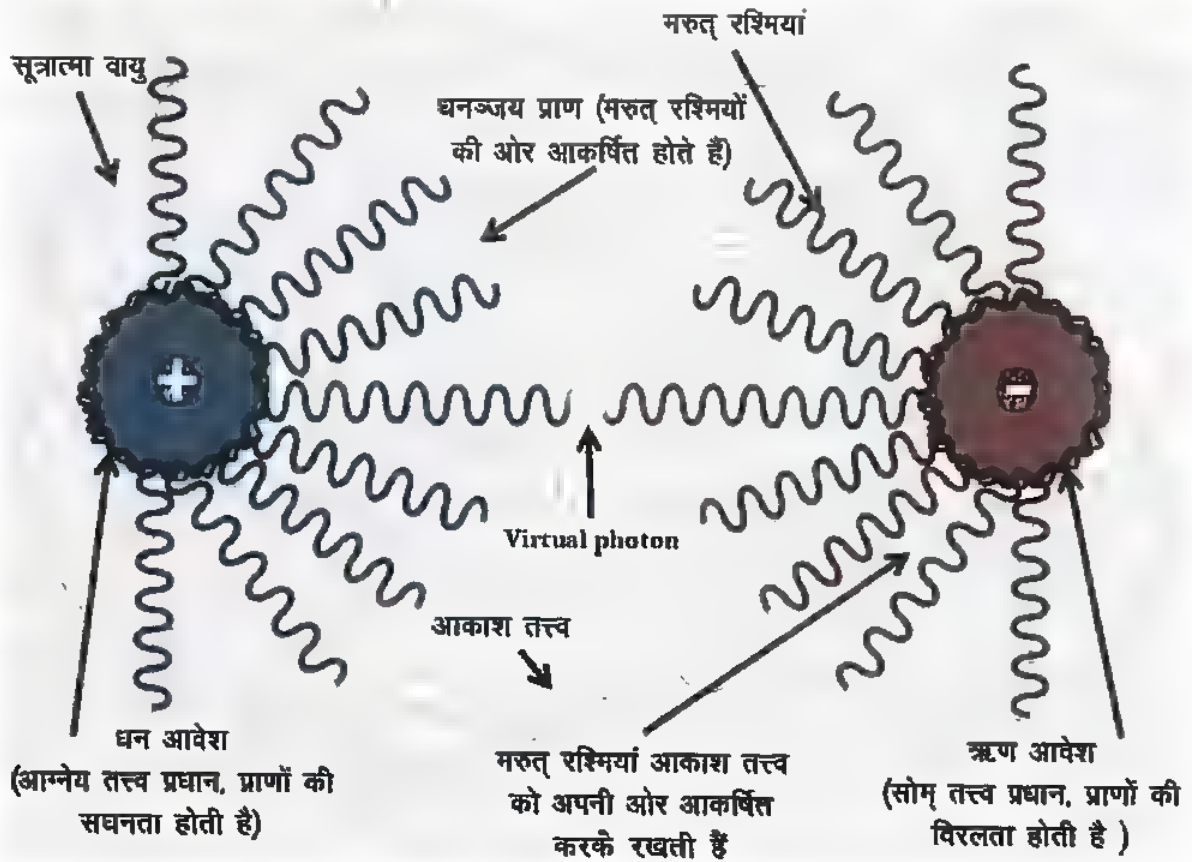 मरुत् रश्मियां
सूत्रात्मा वायु
धनञ्जय प्राण (मरुत् रश्मियों
की ओर आकर्षित होते हैं)
Virtual photon
आकाश तत्त्व
धन आवेश
(आग्नेय तत्त्व प्रधान, प्राणों की
सघनता होती है)
मरुत् रश्मियां आकाश तत्त्व
को अपनी ओर आकर्षित
करके रखती हैं
ऋण आवेश
(सोम् तत्त्व प्रधान, प्राणों की
विरलता होती है )